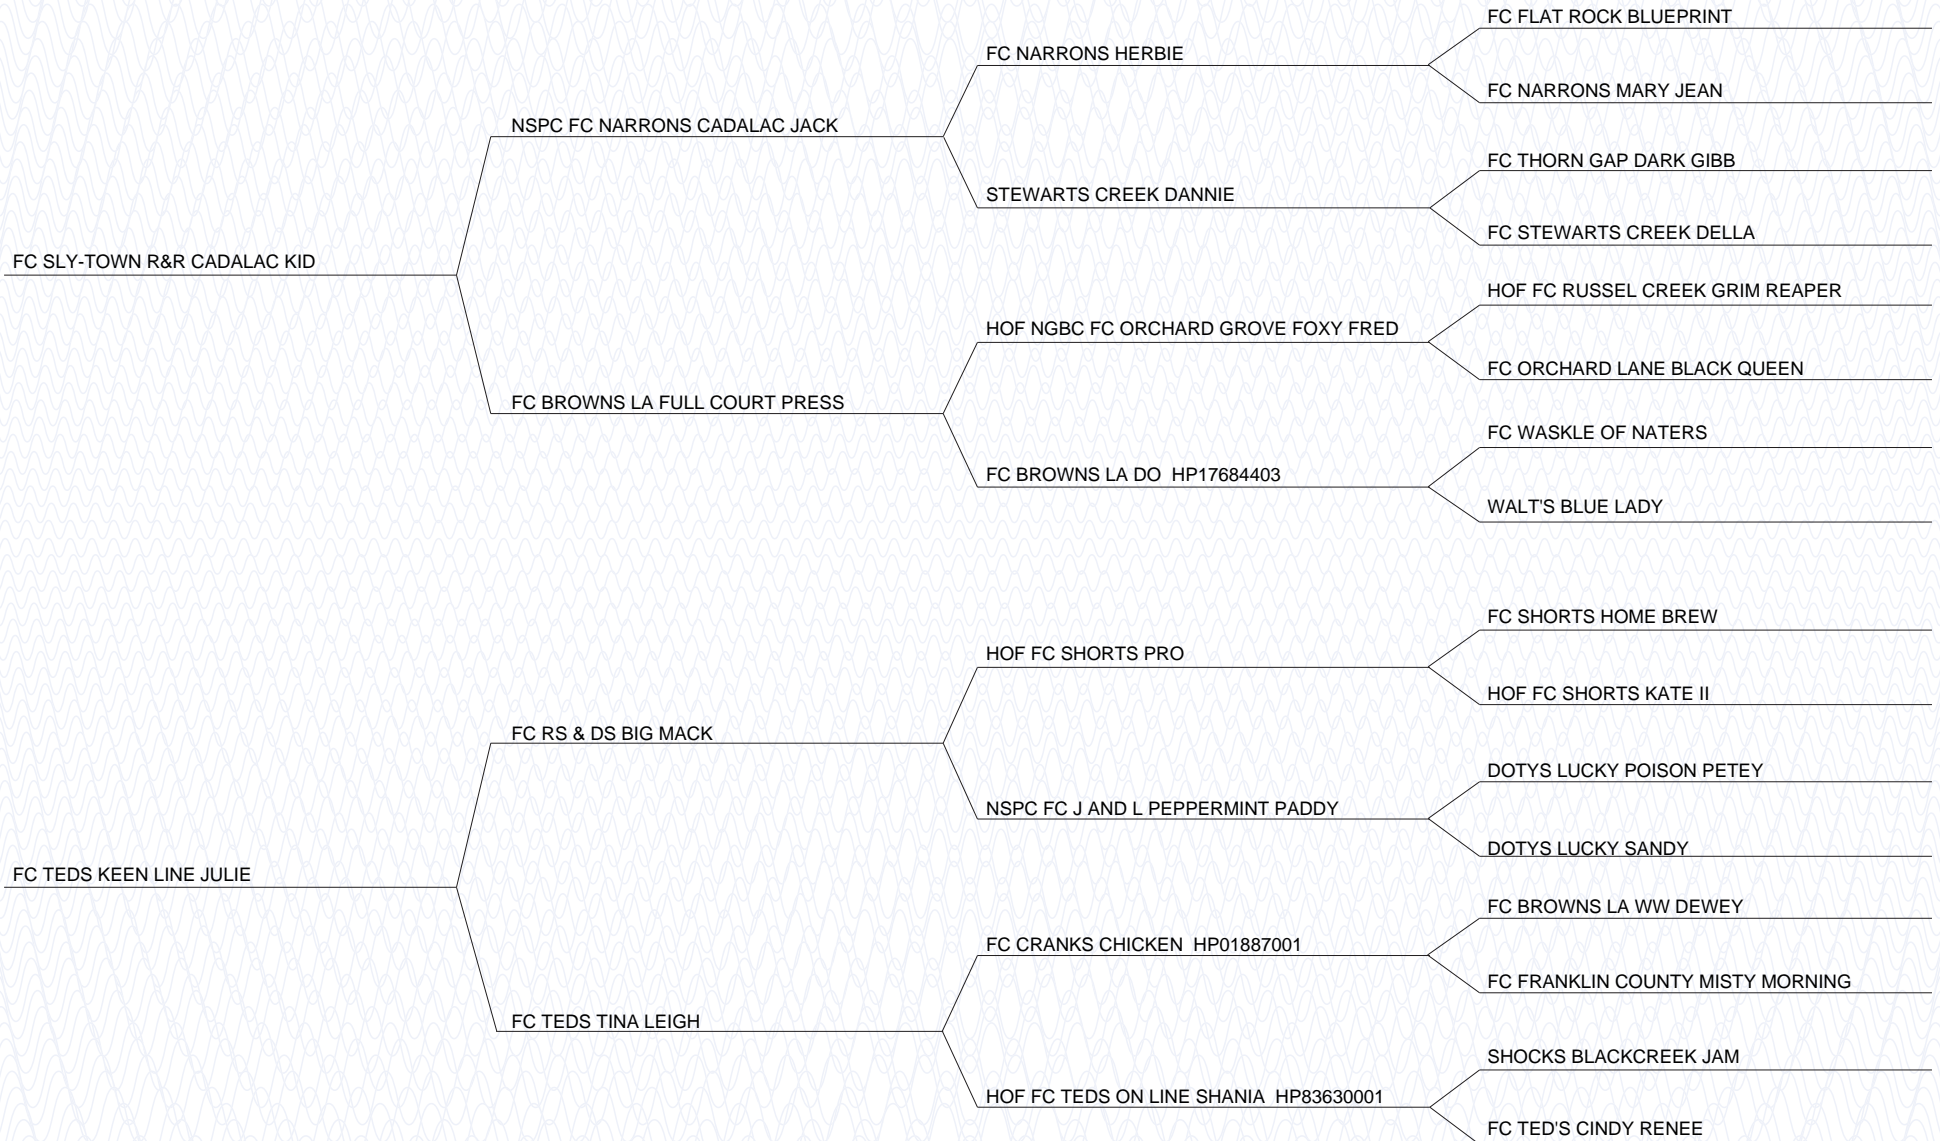 FC FLAT ROCK BLUEPRINT
FC NARRONS HERBIE
FC NARRONS MARY JEAN
NSPC FC NARRONS CADALAC JACK
FC THORN GAP DARK GIBB
STEWARTS CREEK DANNIE
FC STEWARTS CREEK DELLA
FC SLY-TOWN R&R CADALAC KID
HOF FC RUSSEL CREEK GRIM REAPER
HOF NGBC FC ORCHARD GROVE FOXY FRED
FC ORCHARD LANE BLACK QUEEN
FC BROWNS LA FULL COURT PRESS
FC WASKLE OF NATERS
FC BROWNS LA DO HP17684403
WALT'S BLUE LADY
FC SHORTS HOME BREW
HOF FC SHORTS PRO
HOF FC SHORTS KATE II
FC RS & DS BIG MACK
DOTYS LUCKY POISON PETEY
NSPC FC J AND L PEPPERMINT PADDY
DOTYS LUCKY SANDY
FC TEDS KEEN LINE JULIE
FC BROWNS LA WW DEWEY
FC CRANKS CHICKEN HP01887001
FC FRANKLIN COUNTY MISTY MORNING
FC TEDS TINA LEIGH
SHOCKS BLACKCREEK JAM
HOF FC TEDS ON LINE SHANIA HP83630001
FC TED'S CINDY RENEE